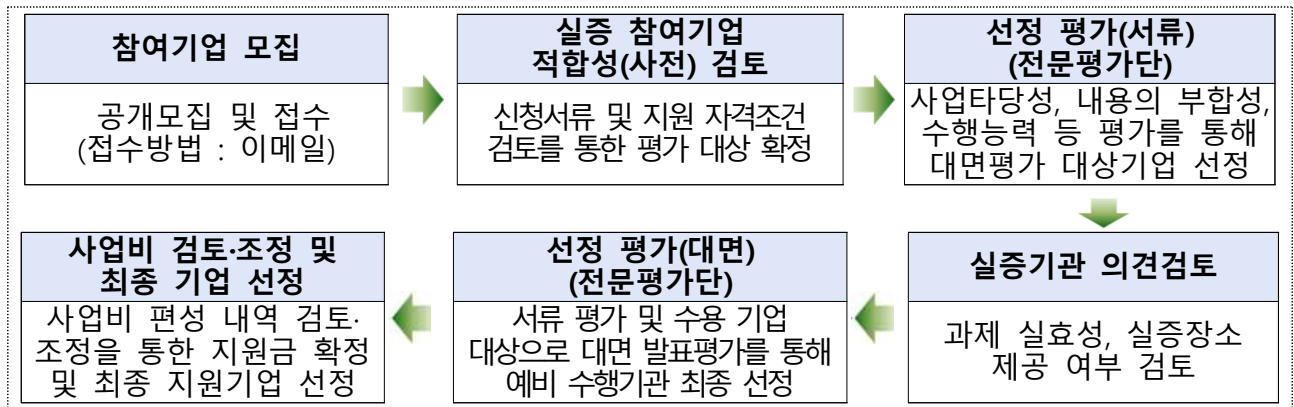 참여기업 모집
공개모집 및 접수
(접수방법 : 이메일)
실증 참여기업
적합성(사전) 검토
신청서류 및 지원 자격조건
검토를 통한 평가 대상 확정
선정 평가(서류)
(전문평가단)
사업타당성, 내용의 부합성,
수행능력 등 평가를 통해
대면평가 대상기업 선정
실증기관 의견검토
과제 실효성, 실증장소
제공 여부 검토
선정 평가(대면)
(전문평가단)
서류 평가 및 수용 기업
대상으로 대면 발표평가를 통해
예비 수행기관 최종 선정
사업비 검토·조정 및
최종 기업 선정
사업비 편성 내역 검토·
조정을 통한 지원금 확정
및 최종 지원기업 선정